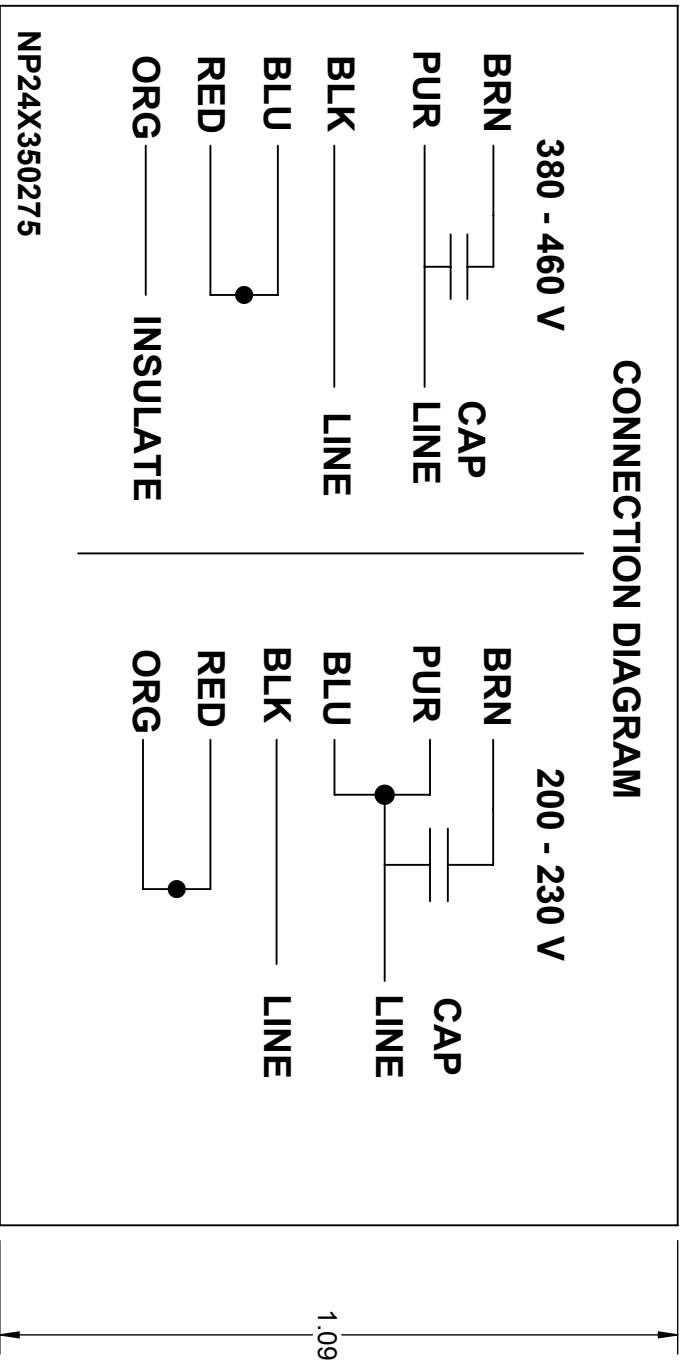 CONNECTION DIAGRAM
380 - 460 V
BRN
CAP
PUR LINE
BLK LINE
BLU
RED
ORG INSULATE
200 - 230 V
BRN
CAP
PUR
LINE
BLU
BLK LINE
RED
ORG
NP24X350275
1.09